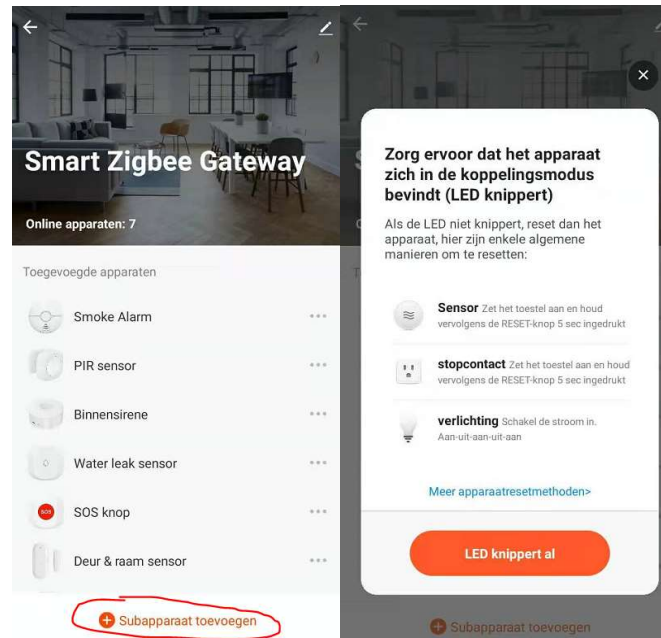 Smart Zigbee Gateway
Online apparaten: 7
Toegevoegde apparaten
Smoke Alarm
PIR sensor
Binnensirene
Water leak sensor
SOS
SOS knop
Deur & raam sensor
Subapparaat toevoegen
Zorg ervoor dat het apparaat
zich in de koppelingsmodus
bevindt (LED knippert)
Als de LED niet knippert, reset dan het
apparaat, hier zijn enkele algemene
manieren om te resetten:
Sensor Zet het toestel aan en houd
vervolgens de RESET-knop 5 sec ingedrukt
stopcontact Zet het toestel aan en houd
vervolgens de RESET-knop 5 sec ingedrukt
verlichting Schakel de stroom in.
Aan-uit-aan-uit-aan
Meer apparaatresetmethoden>
LED knippert al
Subapparaat toevoegen